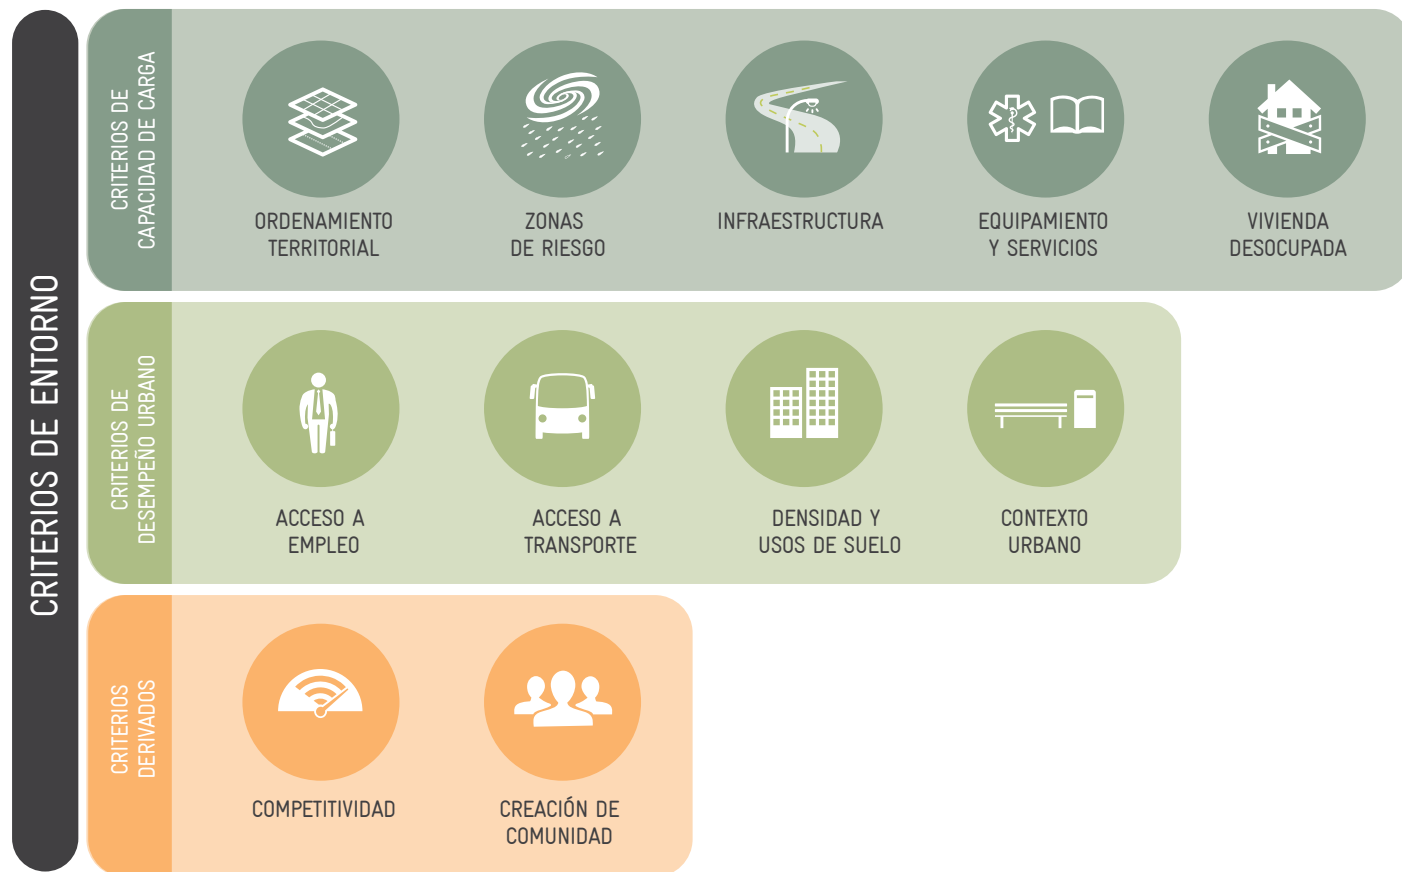 CRITERIOS DE ENTORNO
CRITERIOS DE
CAPACIDAD DE CARGA
ORDENAMIENTO
TERRITORIAL
ZONAS
DE RIESGO
INFRAESTRUCTURA
EQUIPAMIENTO
Y SERVICIOS
VIVIENDA
DESOCUPADA
CRITERIOS DE
DESEMPEÑO URBANO
ACCESO A
EMPLEO
ACCESO A
TRANSPORTE
DENSIDAD Y
USOS DE SUELO
CONTEXTO
URBANO
CRITERIOS
DERIVADOS
COMPETITIVIDAD
CREACIÓN DE
COMUNIDAD